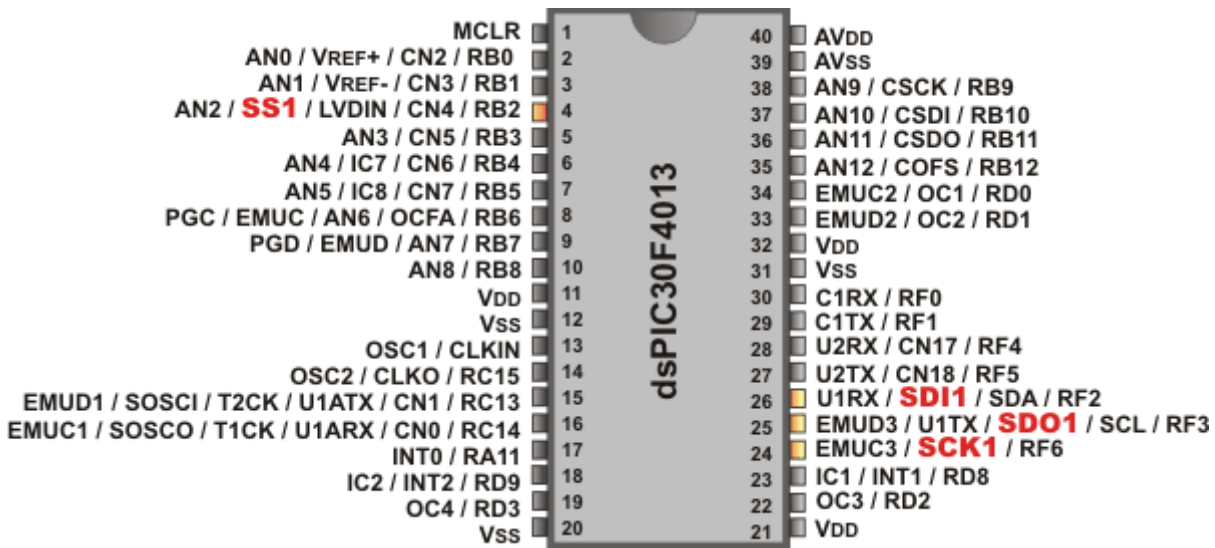 MCLR 1
AN0 / VREF+ / CN2 / RB0 2
AN1 / VREF- / CN3 / RB1 3
AN2 / SS1 / LVDIN / CN4 / RB2 4
AN3 / CN5 / RB3 5
AN4 / IC7 / CN6 / RB4 6
AN5 / IC8 / CN7 / RB5 7
PGC / EMUC / AN6 / OCFA / RB6 8
PGD / EMUD / AN7 / RB7 9
AN8 / RB8 10
VDD 11
VSS 12
OSC1 / CLKIN 13
OSC2 / CLKO / RC15 14
EMUD1 / SOSCI / T2CK / U1ATX / CN1 / RC13 15
EMUC1 / SOSCO / T1CK / U1ARX / CN0 / RC14 16
INT0 / RA11 17
IC2 / INT2 / RD9 18
OC4 / RD3 19
VSS 20
dsPIC30F4013
40 AVDD
39 AVSS
38 AN9 / CSCK / RB9
37 AN10 / CSDI / RB10
36 AN11 / CSDO / RB11
35 AN12 / COFS / RB12
34 EMUC2 / OC1 / RD0
33 EMUD2 / OC2 / RD1
32 VDD
31 VSS
30 C1RX / RF0
29 C1TX / RF1
28 U2RX / CN17 / RF4
27 U2TX / CN18 / RF5
26 U1RX / SDI1 / SDA / RF2
25 EMUD3 / U1TX / SDO1 / SCL / RF3
24 EMUC3 / SCK1 / RF6
23 IC1 / INT1 / RD8
22 OC3 / RD2
21 VDD